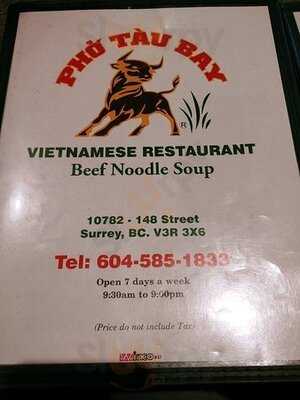 PHỞ TÀU BAY
R
VIETNAMESE RESTAURANT
Beef Noodle Soup
10782 - 148 Street
Surrey, BC. V3R 3X6
Tel: 604-585-1833
Open 7 days a week
9:30am to 9:00pm
(Price do not include Tax)